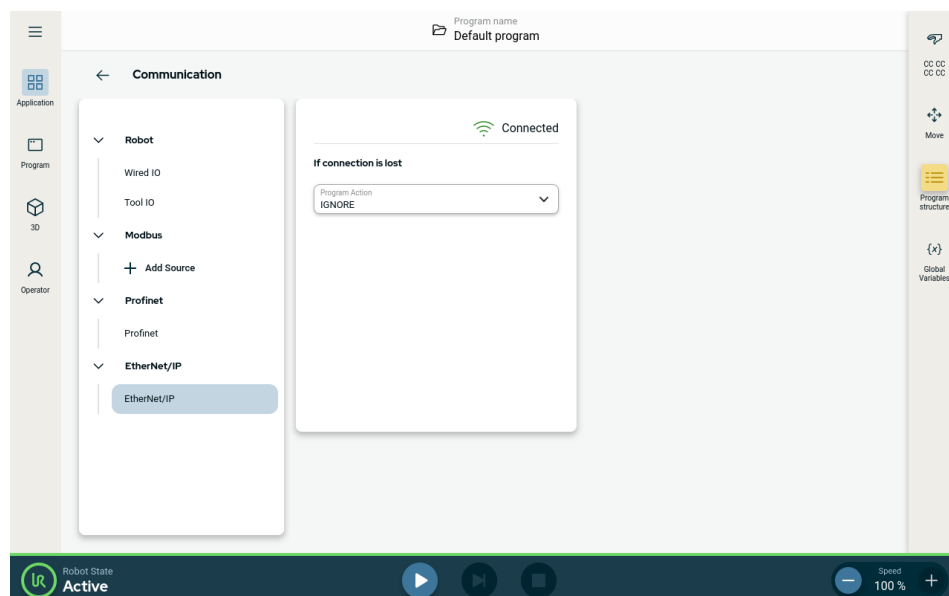 Program name
Default program
Communication
Application
Program
3D
Operator
Robot
Wired IO
Tool IO
Modbus
Add Source
Profinet
Profinet
EtherNet/IP
EtherNet/IP
Connected
If connection is lost
Program Action
IGNORE
CC CC
CC CC
Move
Program
structure
{x}
Global
Variables
UR
Robot State
Active
Speed
100 %